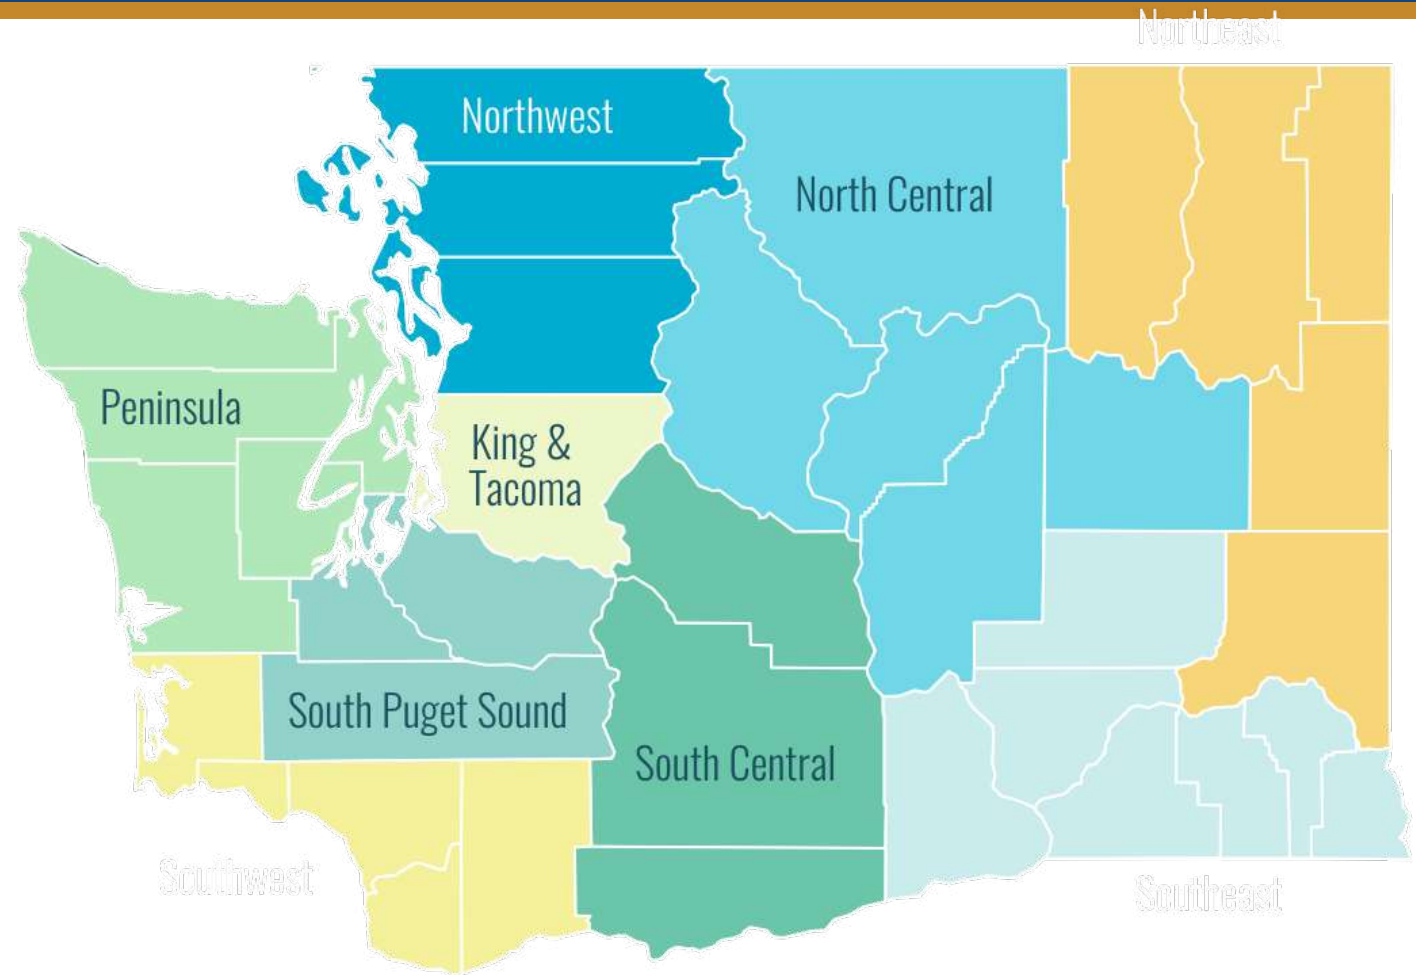 Northeast
Northwest
North Central
Peninsula
King &
Tacoma
South Puget Sound
South Central
Southwest
Southeast